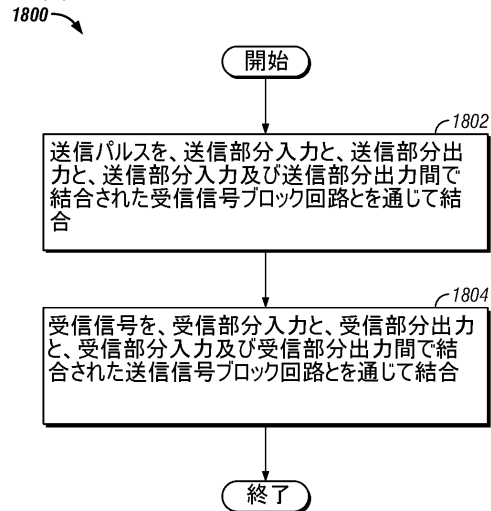 1800
開始
1802
送信パルスを、送信部分入力と、送信部分出
力と、送信部分入力及び送信部分出力間で
結合された受信信号ブロック回路とを通じて結
合
1804
受信信号を、受信部分入力と、受信部分出力
と、受信部分入力及び受信部分出力間で結
合された送信信号ブロック回路とを通じて結合
終了